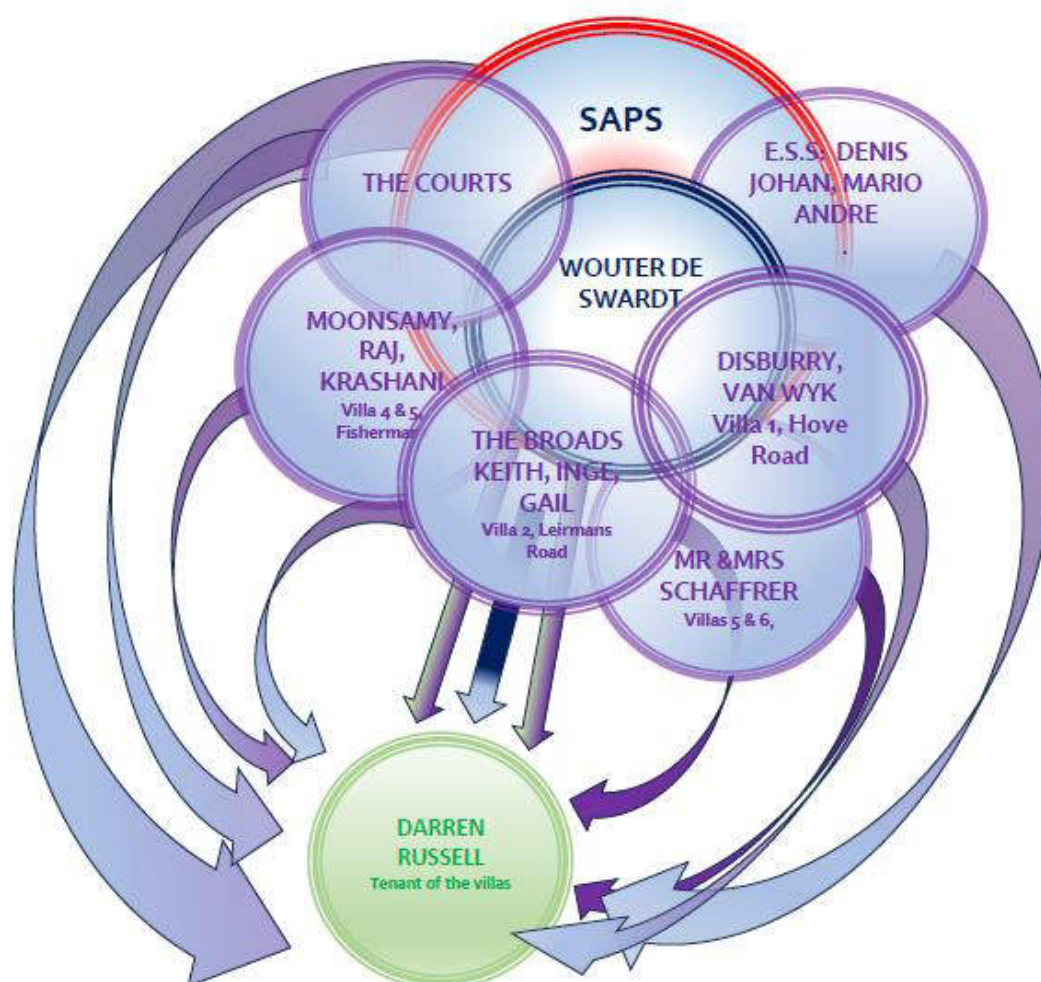 SAPS
THE COURTS
E.S.S: DENIS
JOHAN, MARIO
ANDRE
WOUTER DE
SWARDT
MOONSAMY,
RAJ,
KRASHANI
Villa 4 & 5,
Fisherman
DISBURRY,
VAN WYK
Villa 1, Hove
Road
THE BROADS
KEITH, INGE,
GAIL
Villa 2, Leirmans
Road
MR &MRS
SCHAFFRER
Villas 5 & 6,
DARREN
RUSSELL
Tenant of the villas